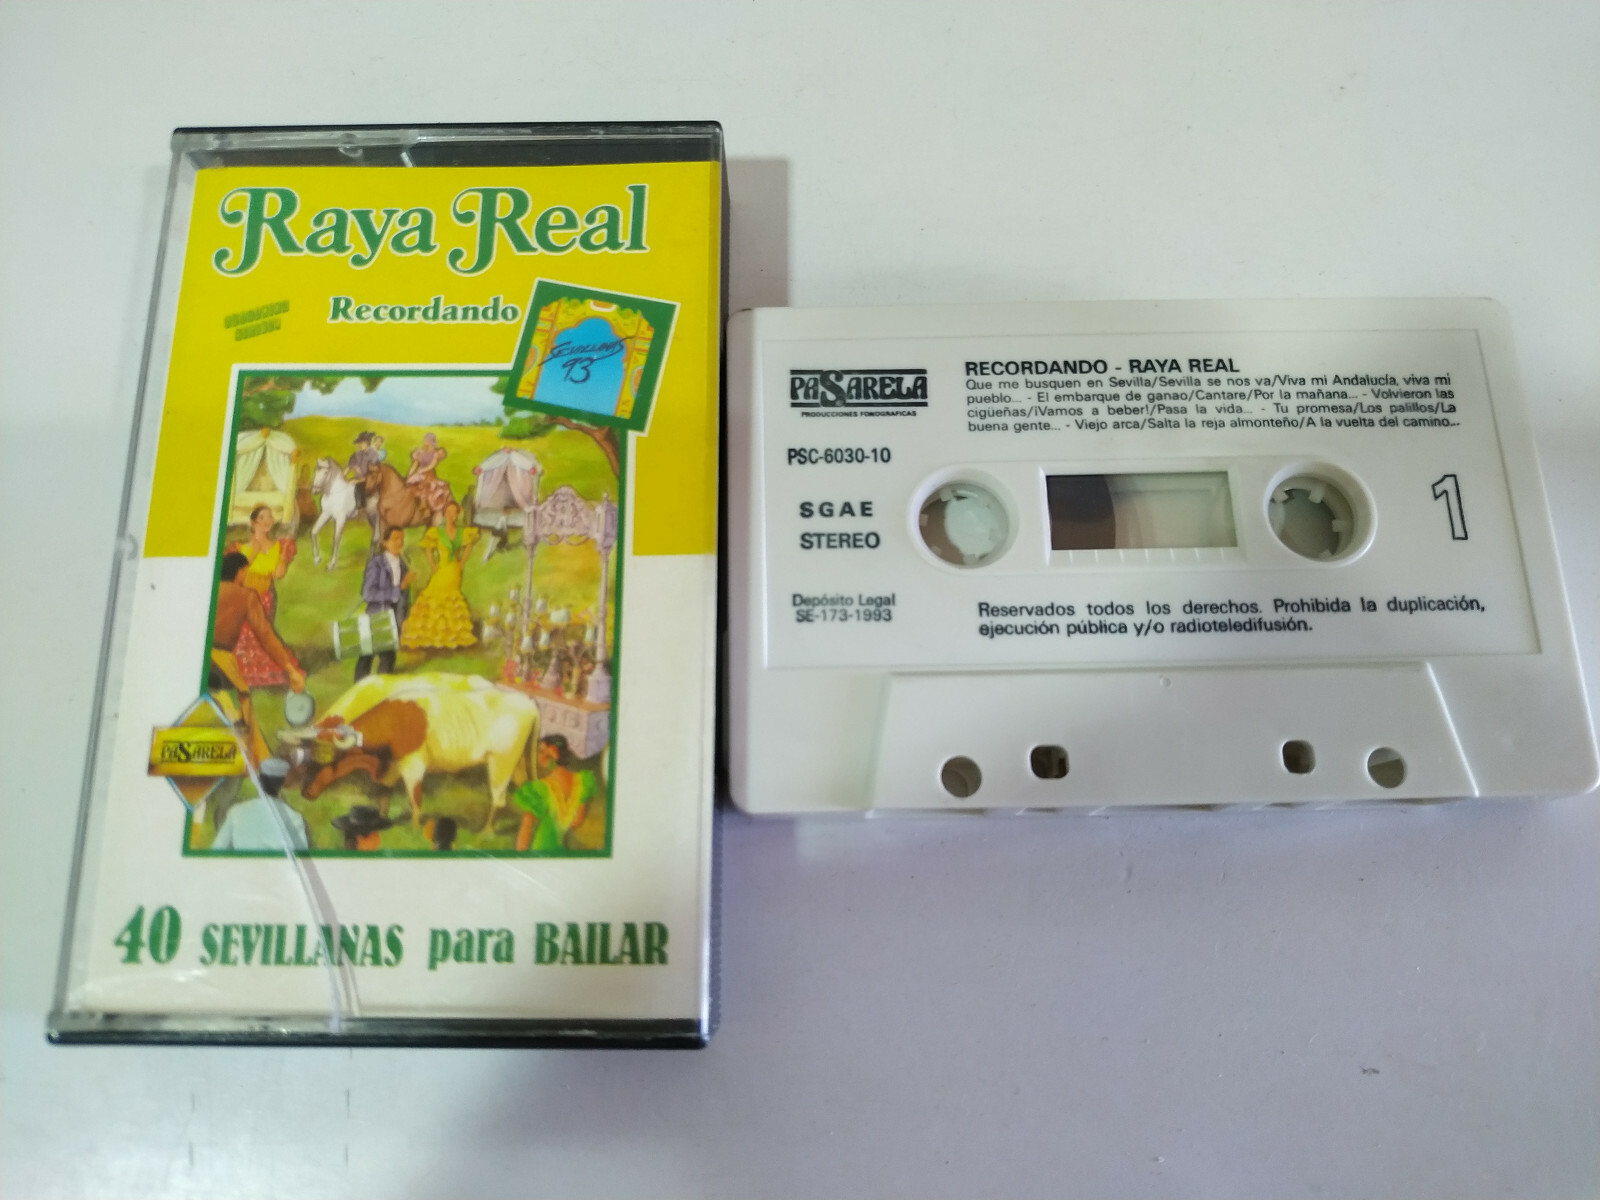 Raya Real
Recordando
SEVILLANAS
93
PASARELA
40 SEVILLANAS para BAILAR
PASARELA
PRODUCCIONES FONOGRAFICAS
PSC-6030-10
SGAE
STEREO
Depósito Legal
SE-173-1993
RECORDANDO - RAYA REAL
Que me busquen en Sevilla/Sevilla se nos va/Viva mi Andalucía, viva mi
pueblo... - El embarque de ganao/Cantare/Por la mañana... - Volvieron las
cigüeñas/¡Vamos a beber!/Pasa la vida... - Tu promesa/Los palillos/La
buena gente... - Viejo arca/Salta la reja almonteño/A la vuelta del camino...
1
Reservados todos los derechos. Prohibida la duplicación,
ejecución pública y/o radioteledifusión.